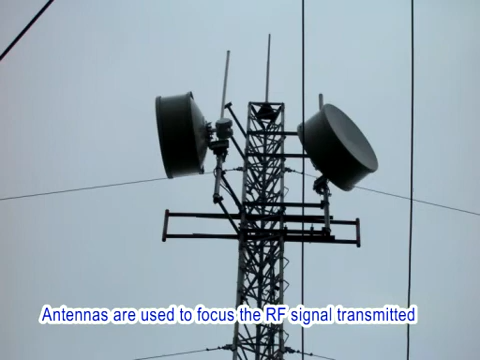 Antennas are used to focus the RF signal transmitted